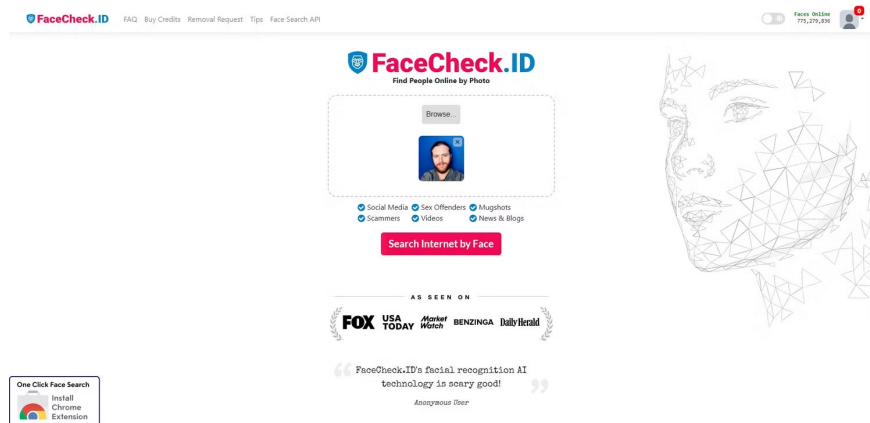 FaceCheck.ID
FAQ Buy Credits Removal Request Tips Face Search API
Faces Online
775,279,836
0
FaceCheck.ID
Find People Online by Photo
Browse...
Social Media Sex Offenders Mugshots
Scammers Videos News & Blogs
Search Internet by Face
AS SEEN ON
FOX USA TODAY Market Watch BENZINGA Daily Herald
FaceCheck.ID's facial recognition AI
technology is scary good!
Anonymous User
One Click Face Search
Install
Chrome
Extension